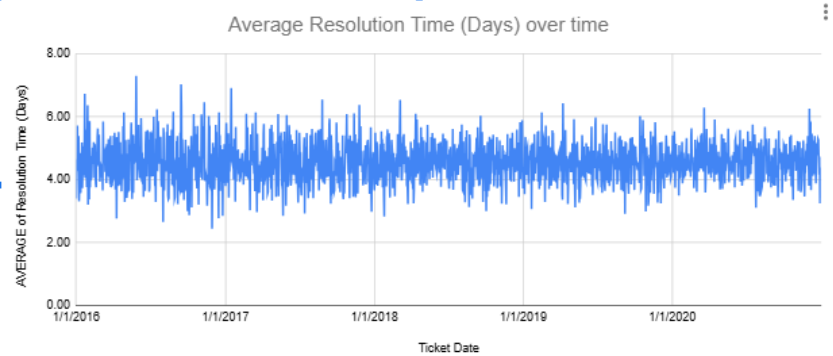 Average Resolution Time (Days) over time
AVERAGE of Resolution Time (Days)
8.00
6.00
4.00
2.00
0.00
1/1/2016 1/1/2017 1/1/2018 1/1/2019 1/1/2020
Ticket Date